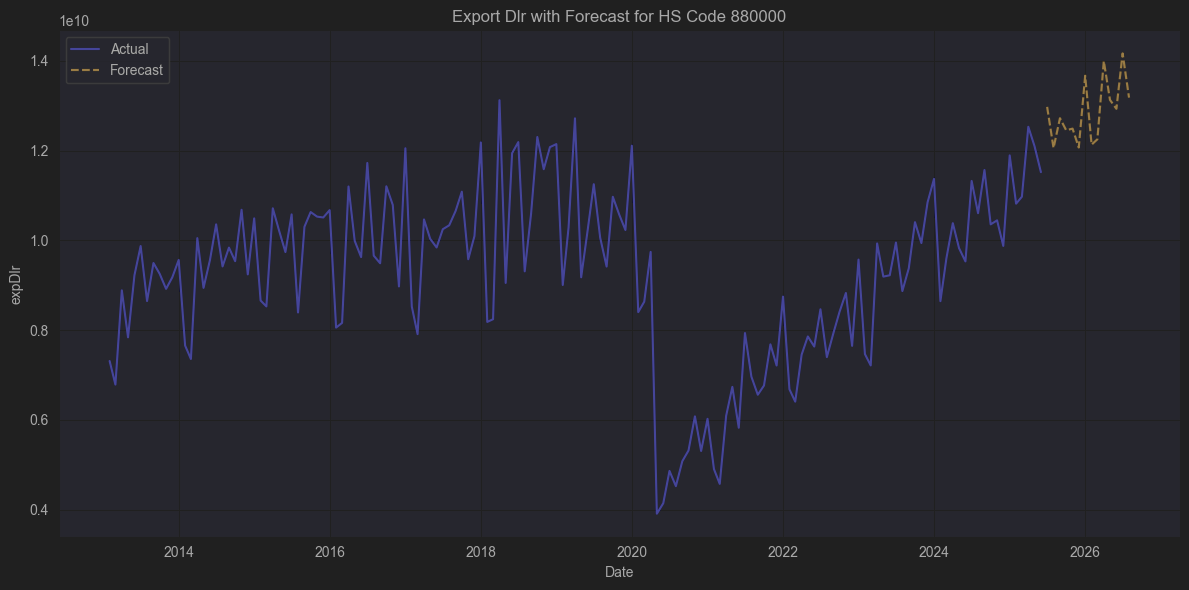 Export Dlr with Forecast for HS Code 880000
1e10
Actual
Forecast
1.4
1.2
1.0
0.8
0.6
0.4
expDlr
2014 2016 2018 2020 2022 2024 2026
Date